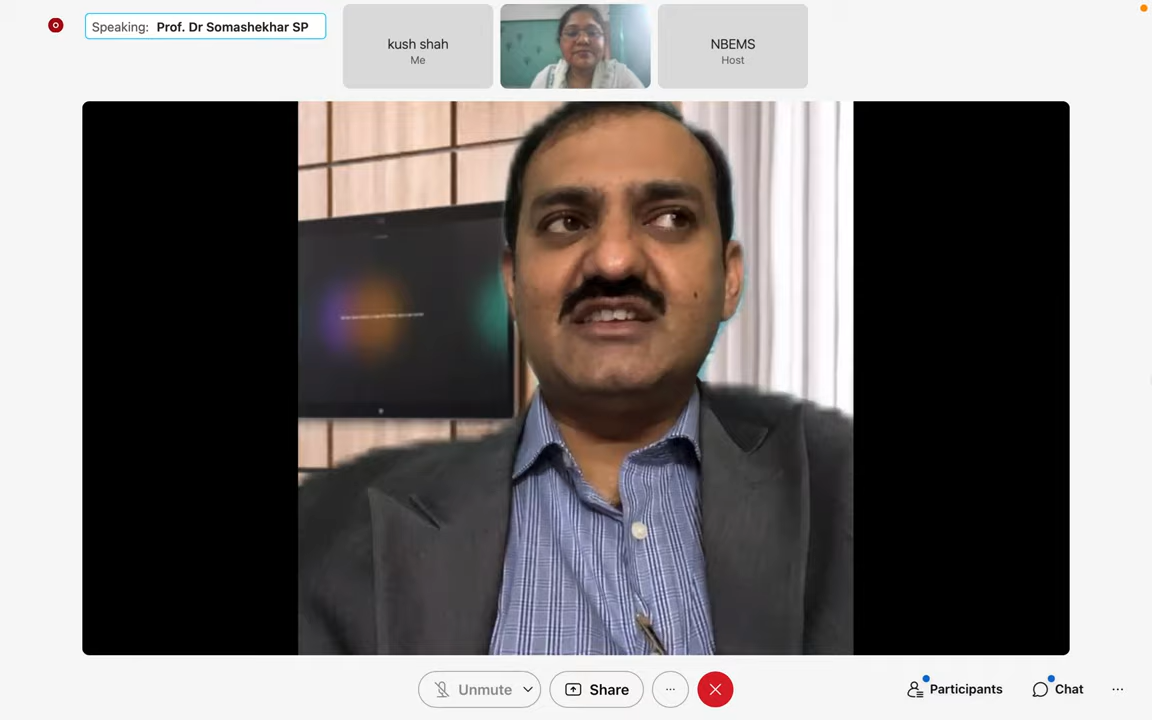 Speaking: Prof. Dr Somashekhar SP
kush shah
Me
NBEMS
Host
Unmute
Share
Participants
Chat